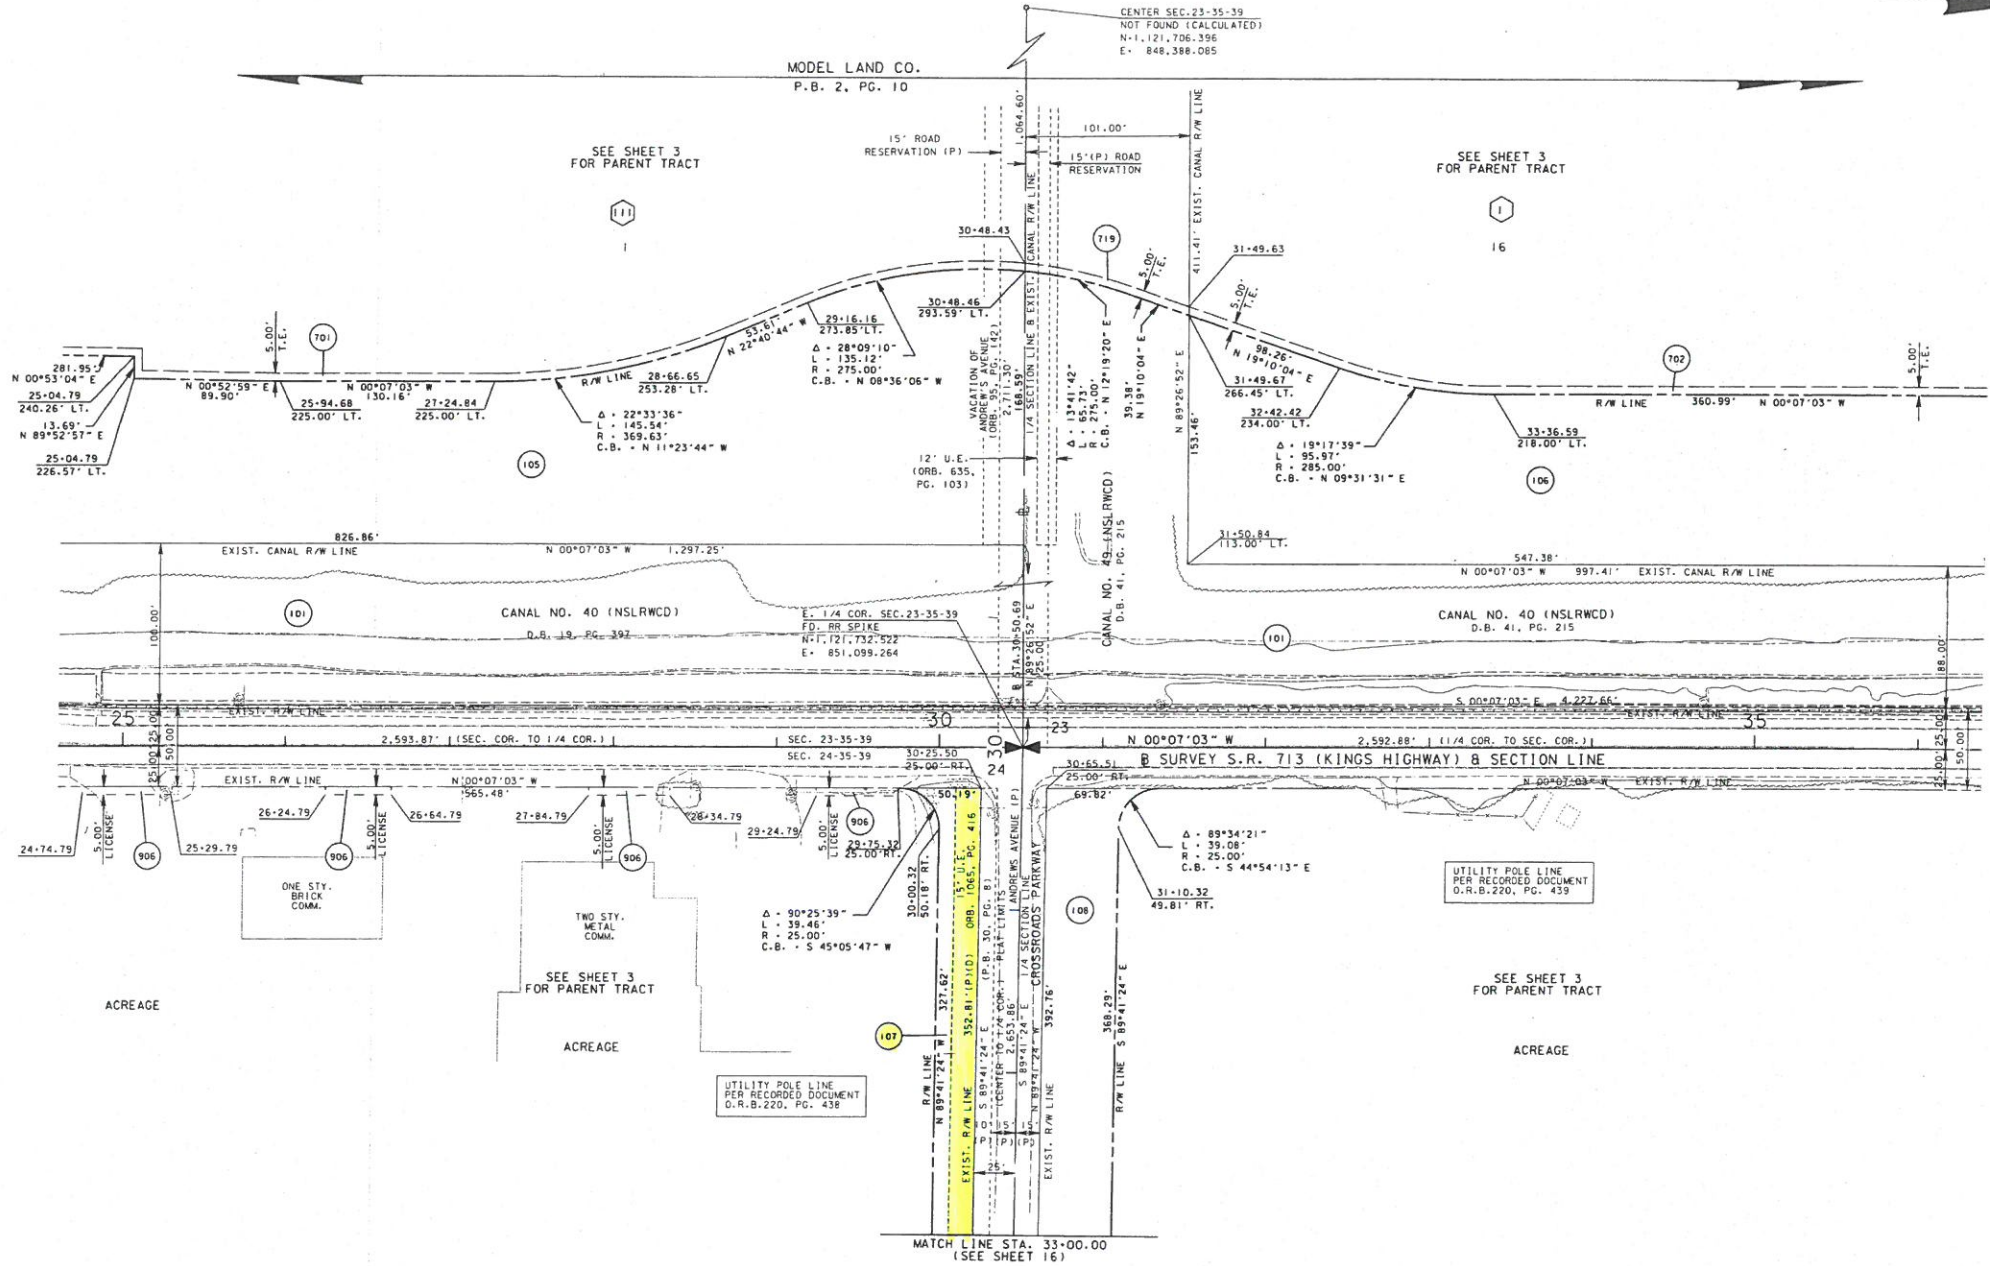 CENTER SEC.23-35-39
NOT FOUND (CALCULATED)
N=1,121,706.396
E= 848,388.085
MODEL LAND CO.
P.B. 2, PG. 10
SEE SHEET 3
FOR PARENT TRACT
111
1
15' ROAD
RESERVATION (P)
1,064.60'
101.00'
15'(P) ROAD
RESERVATION
411.41' EXIST. CANAL R/W LINE
SEE SHEET 3
FOR PARENT TRACT
1
16
30+48.43
719
5.00'
T.E.
31+49.63
5.00'
T.E.
1/4 SECTION LINE & EXIST. CANAL R/W LINE
281.95'
N 00°53'04" E
25+04.79
240.26' LT.
13.69'
N 89°52'57" E
25+04.79
226.57' LT.
5.00'
T.E.
701
N 00°52'59" E
89.90'
25+94.68
225.00' LT.
N 00°07'03" W
130.16'
27+24.84
225.00' LT.
R/W LINE
28+66.65
253.28' LT.
53.61'
N 22°40'44" W
29+16.16
273.85' LT.
Δ = 28°09'10"
L = 135.12'
R = 275.00'
C.B. = N 08°36'06" W
Δ = 22°33'36"
L = 145.54'
R = 369.63'
C.B. = N 11°23'44" W
105
30+48.46
293.59' LT.
VACATION OF
ANDREW'S AVENUE
(ORB. 95, PG. 142)
2,711.30'
168.59'
12' U.E.
(ORB. 635,
PG. 103)
Δ = 13°41'42"
L = 65.73'
R = 275.00'
C.B. = N 12°19'20" E
39.38'
N 19°10'04" E
N 89°26'52" E
153.46'
98.26'
N 19°10'04" E
31+49.67
266.45' LT.
32+42.42
234.00' LT.
Δ = 19°17'39"
L = 95.97'
R = 285.00'
C.B. = N 09°31'31" E
33+36.59
218.00' LT.
702
R/W LINE 360.99' N 00°07'03" W
5.00'
T.E.
106
826.86'
EXIST. CANAL R/W LINE N 00°07'03" W 1,297.25'
31+50.84
113.00' LT.
547.38'
N 00°07'03" W 997.41' EXIST. CANAL R/W LINE
100.00'
101
CANAL NO. 40 (NSLRWCD)
D.B. 19, PG. 397
E. 1/4 COR. SEC.23-35-39
FD. RR SPIKE
N=1,121,732.522
E= 851,099.264
CANAL NO. 49 (NSLRWCD)
D.B. 41, PG. 215
101
CANAL NO. 40 (NSLRWCD)
D.B. 41, PG. 215
88.00'
STA.30+50.69
N 89°26'52" E
25.00'
EXIST. R/W LINE
25
30
23
S 00°07'03" E 4,227.66'
EXIST. R/W LINE
35
25.00' 25.00'
50.00'
2,593.87' (SEC. COR. TO 1/4 COR.)
SEC. 23-35-39
SEC. 24-35-39
30
24
N 00°07'03" W 2,592.88' (1/4 COR. TO SEC. COR.)
B SURVEY S.R. 713 (KINGS HIGHWAY) & SECTION LINE
25.00' 25.00'
50.00'
EXIST. R/W LINE
N 00°07'03" W
565.48'
30+25.50
25.00' RT.
50.19'
30+65.51
25.00' RT.
69.82'
N 00°07'03" W EXIST. R/W LINE
24+74.79
5.00'
LICENSE
906
25+29.79
26+24.79
906
5.00'
LICENSE
26+64.79
27+84.79
5.00'
LICENSE
906
28+34.79
29+24.79
5.00'
LICENSE
906
29+75.32
25.00' RT.
30+00.32
50.18' RT.
ONE STY.
BRICK
COMM.
TWO STY.
METAL
COMM.
SEE SHEET 3
FOR PARENT TRACT
ACREAGE
ACREAGE
Δ = 90°25'39"
L = 39.46'
R = 25.00'
C.B. = S 45°05'47" W
107
UTILITY POLE LINE
PER RECORDED DOCUMENT
O.R.B.220, PG. 438
R/W LINE
N 89°41'24" W 327.62'
15' U.E.
ORB. 1065, PG. 416
EXIST. R/W LINE 352.81'(P)(D)
S 89°41'24" E (P.B. 30, PG. 8)
(CENTER TO 1/4 COR.) PLAT LIMITS
2,653.86'
ANDREWS AVENUE (P)
S 89°41'24" E 1/4 SECTION LINE
CROSSROADS PARKWAY
N 89°41'24" W
EXIST. R/W LINE 392.76'
10' 15' 15'
(P) (P) (P)
25'
R/W LINE S 89°41'24" E
368.29'
108
Δ = 89°34'21"
L = 39.08'
R = 25.00'
C.B. = S 44°54'13" E
31+10.32
49.81' RT.
UTILITY POLE LINE
PER RECORDED DOCUMENT
O.R.B.220, PG. 439
SEE SHEET 3
FOR PARENT TRACT
ACREAGE
MATCH LINE STA. 33+00.00
(SEE SHEET 16)